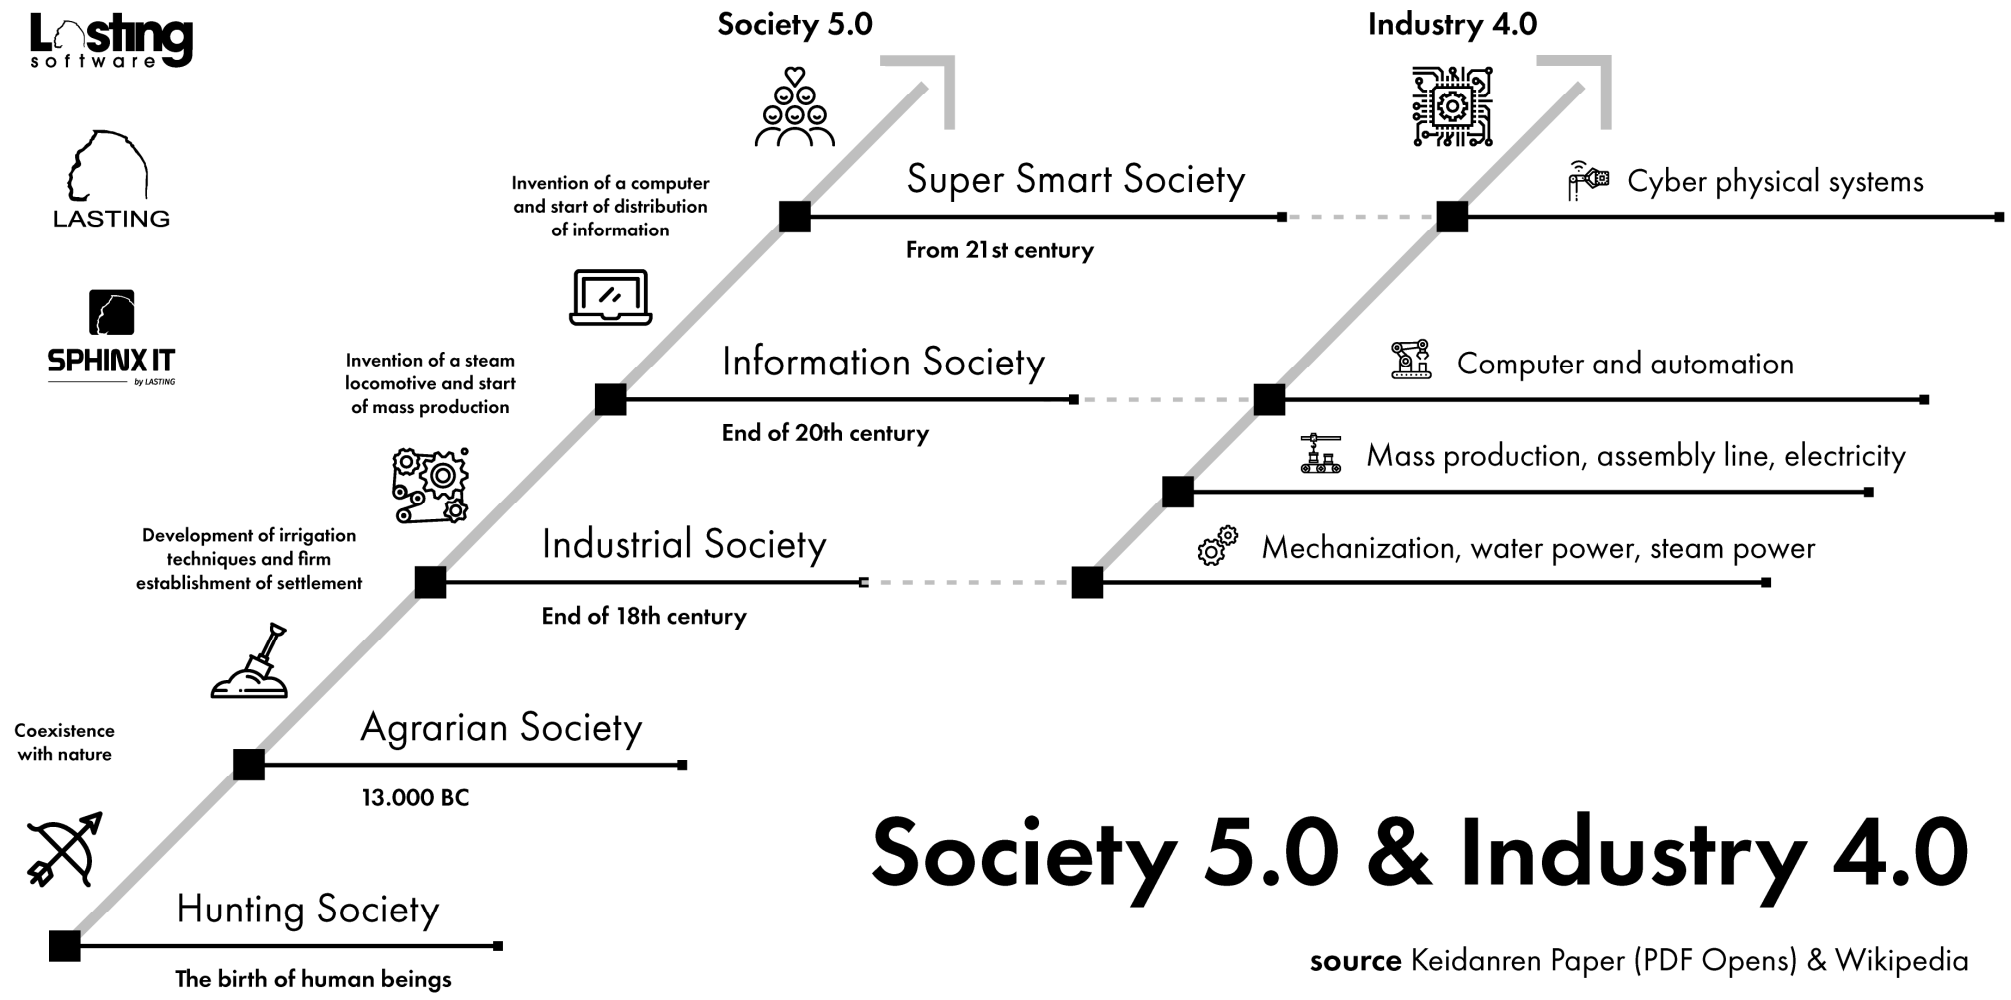 Lasting
software
LASTING
SPHINX IT
by LASTING
Society 5.0
Industry 4.0
Invention of a computer
and start of distribution
of information
Super Smart Society
From 21st century
Cyber physical systems
Invention of a steam
locomotive and start
of mass production
Information Society
End of 20th century
Computer and automation
Mass production, assembly line, electricity
Development of irrigation
techniques and firm
establishment of settlement
Industrial Society
End of 18th century
Mechanization, water power, steam power
Coexistence
with nature
Agrarian Society
13.000 BC
Hunting Society
The birth of human beings
Society 5.0 & Industry 4.0
source Keidanren Paper (PDF Opens) & Wikipedia